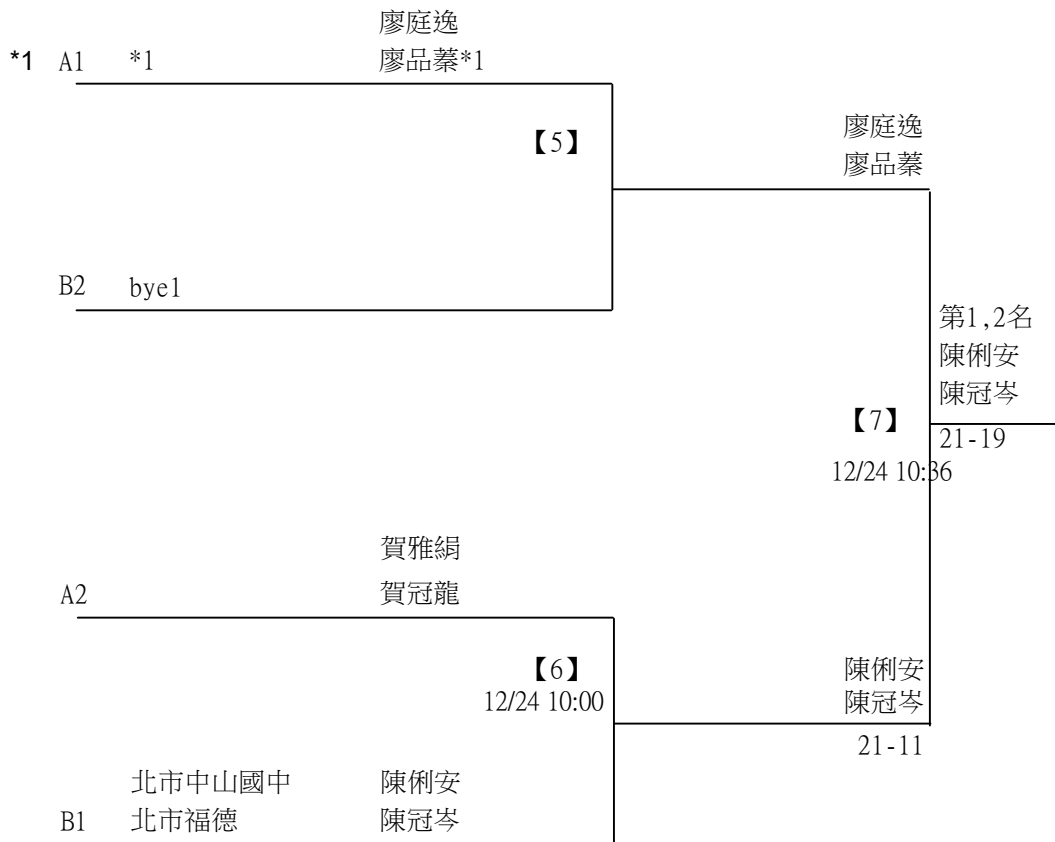 廖庭逸
*1 A1 *1 廖品蓁*1
【5】
廖庭逸
廖品蓁
B2 bye1
第1,2名
陳俐安
陳冠岑
【7】
21-19
12/24 10:36
賀雅絹
A2 賀冠龍
【6】
12/24 10:00
陳俐安
陳冠岑
21-11
北市中山國中 陳俐安
B1 北市福德 陳冠岑